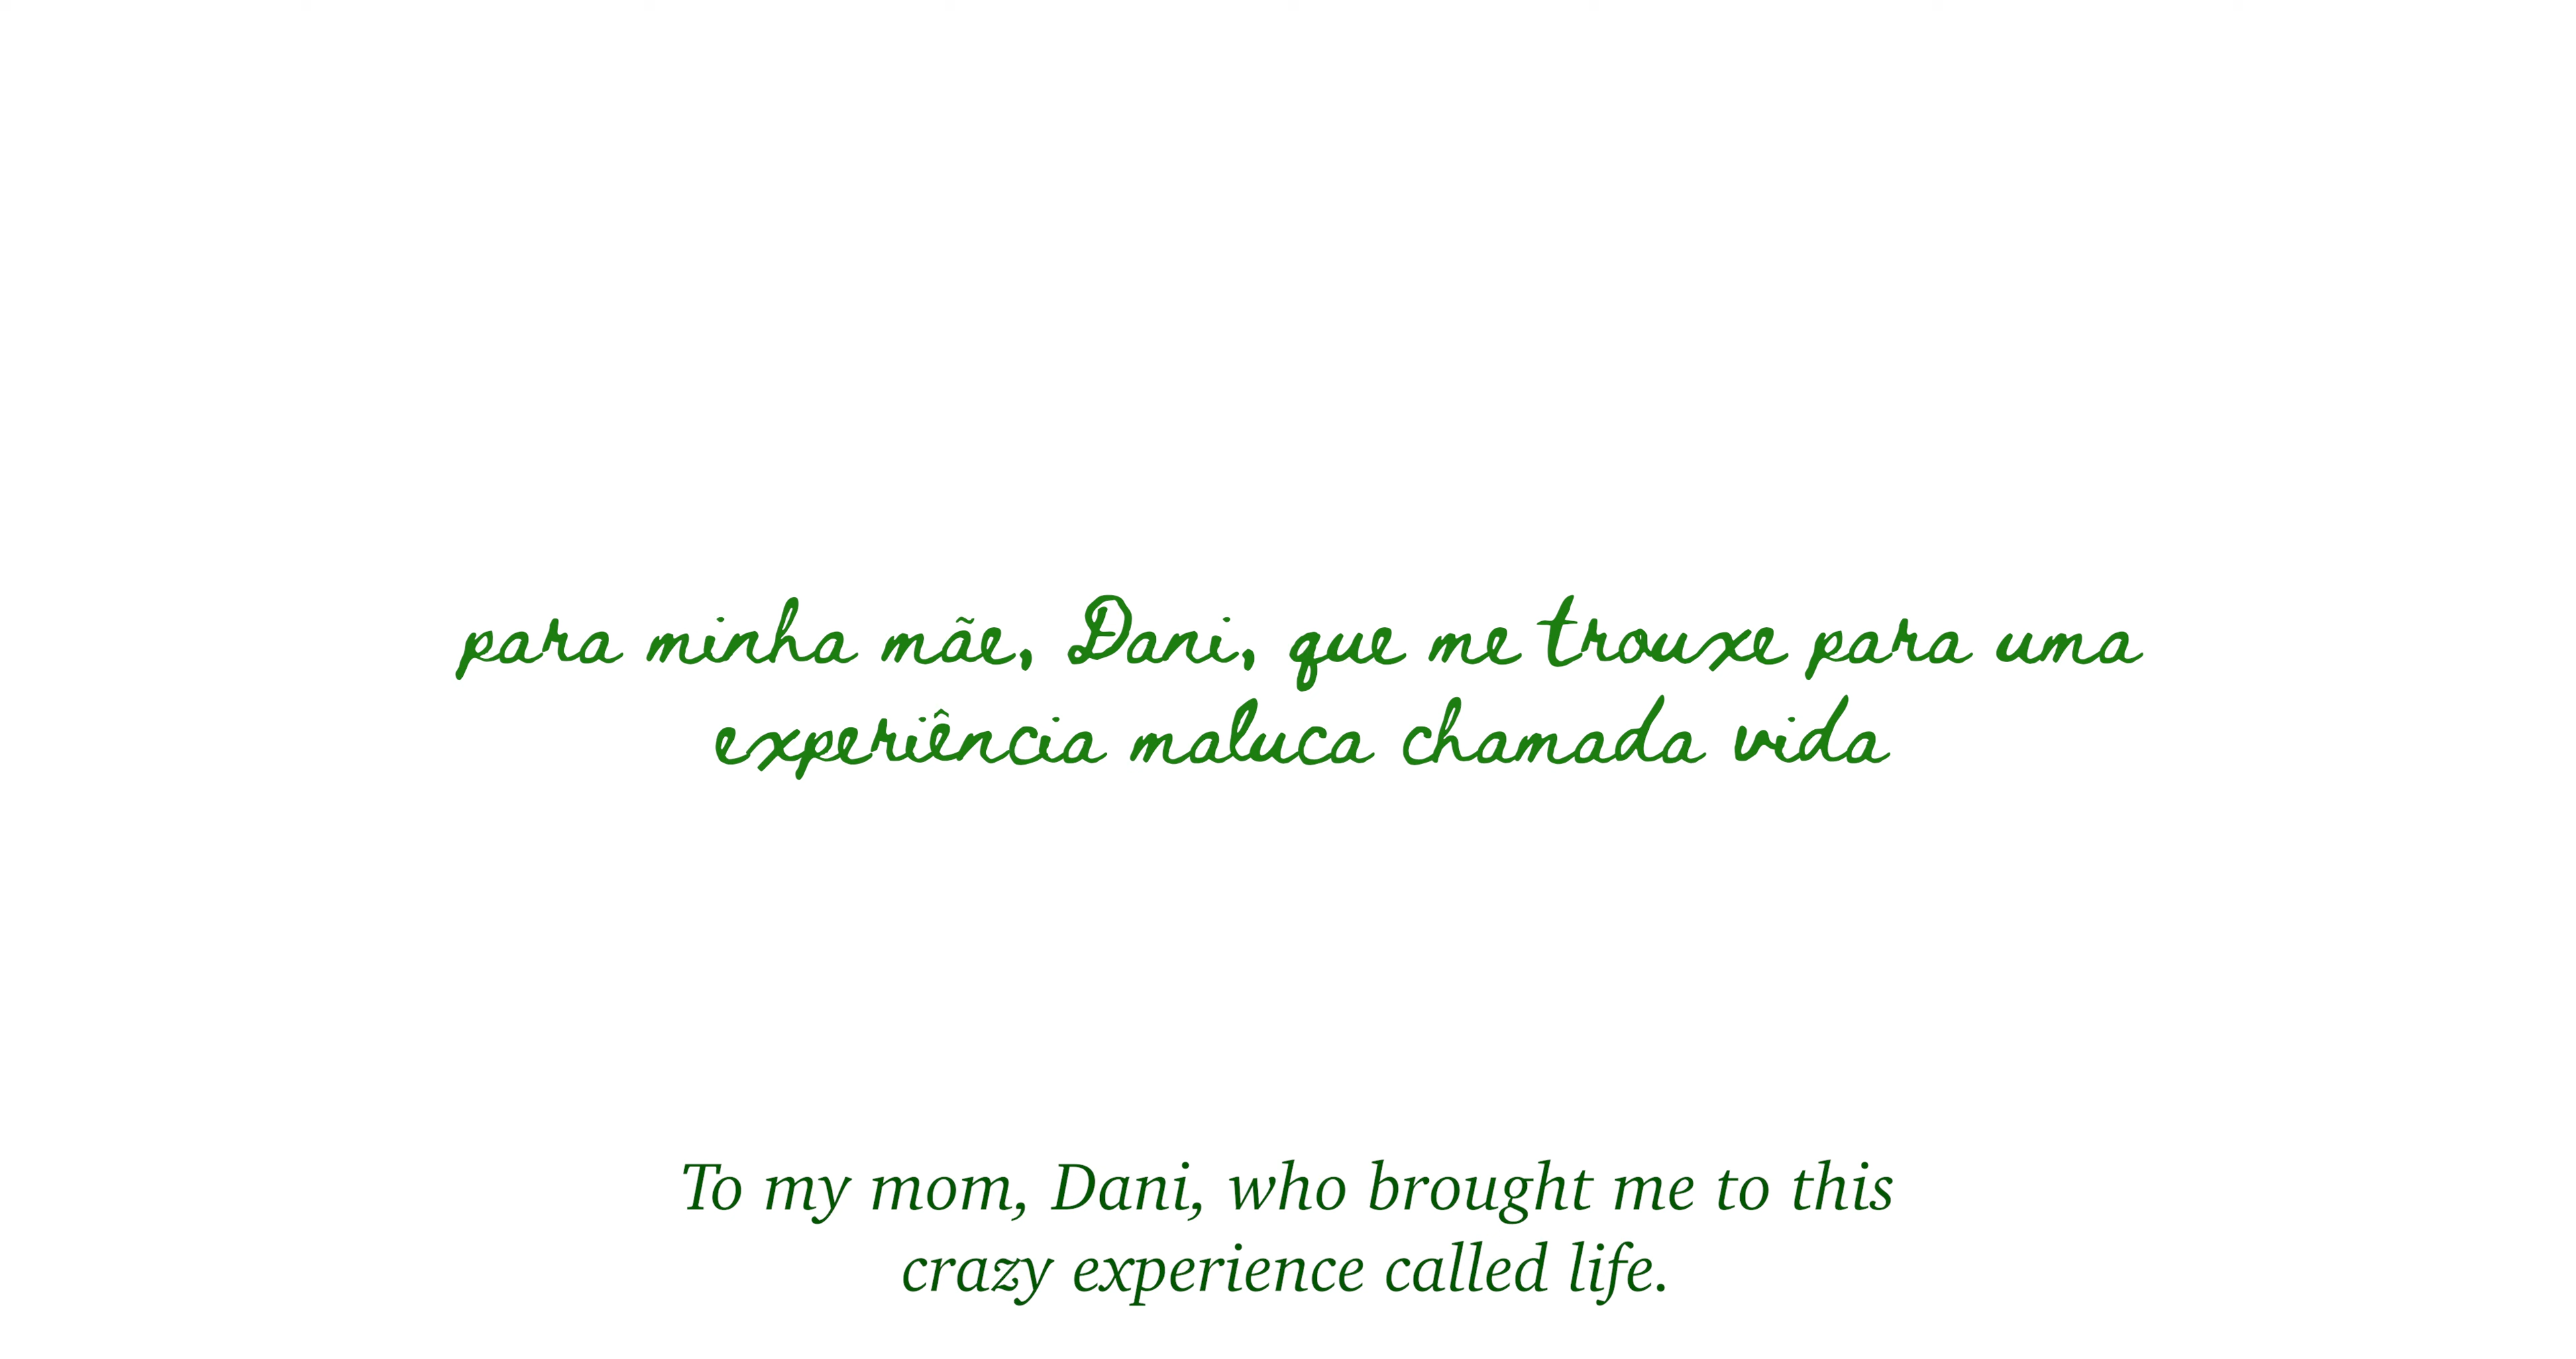 para minha mãe, Dani, que me trouxe para uma
experiência maluca chamada vida
To my mom, Dani, who brought me to this
crazy experience called life.